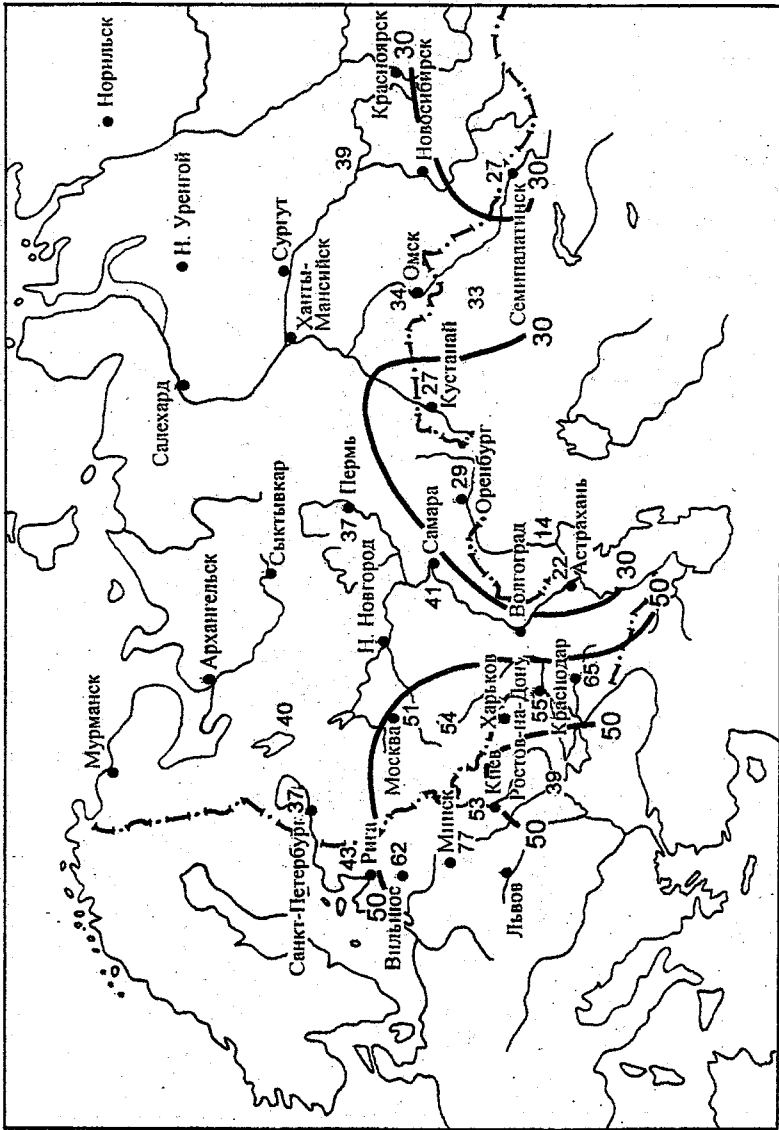 Мурманск
Норильск
Архангельск
Н. Уренгой
Салехард
Санкт-Петербург
37
40
Сыктывкар
Ханты-
Мансийск
Сургут
43
Рига
50
Вильнюс
62
Москва
51
Н. Новгород
37
Пермь
39
Красноярск
30
Новосибирск
Минск
77
54
41
Самара
27
Кустанай
34
Омск
33
Львов
53
Киев
50
Харьков
Ростов-на-Дону
55
39
Волгоград
29
Оренбург
14
22
Астрахань
27
Семипалатинск
30
30
Краснодар
65
50
50
30